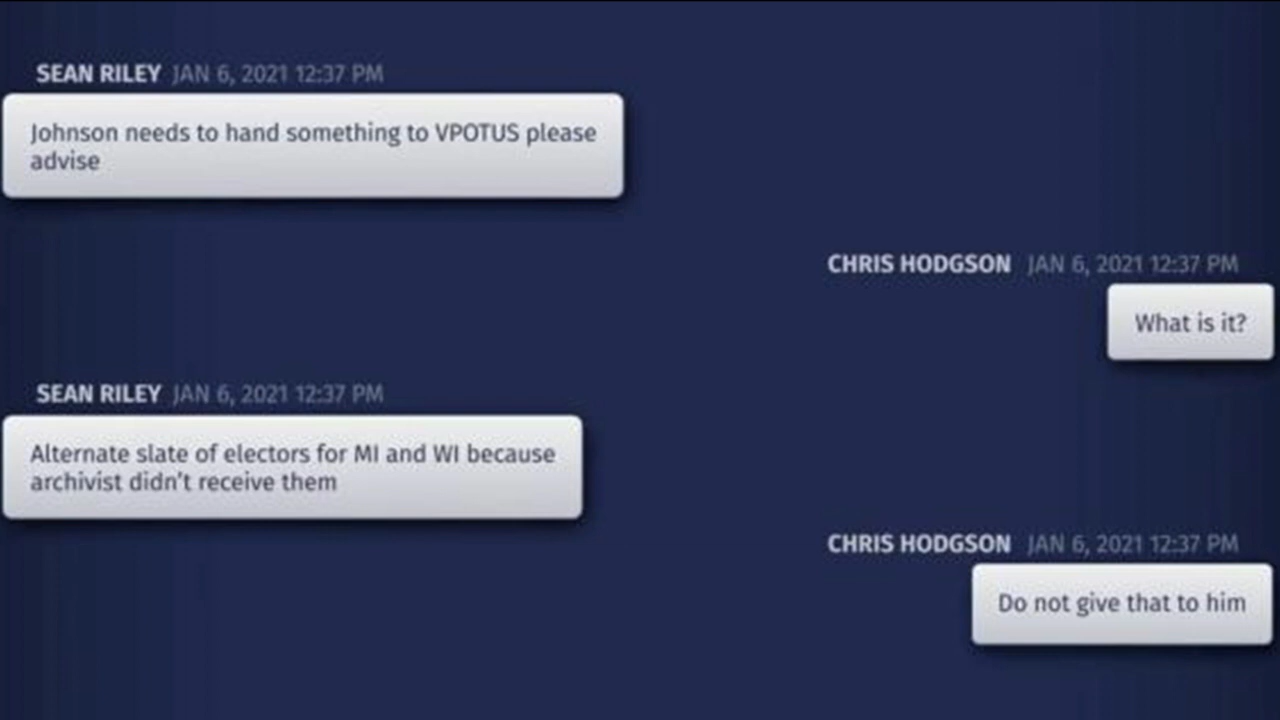 SEAN RILEY JAN 6, 2021 12:37 PM
Johnson needs to hand something to VPOTUS please
advise
CHRIS HODGSON JAN 6, 2021 12:37 PM
What is it?
SEAN RILEY JAN 6, 2021 12:37 PM
Alternate slate of electors for MI and WI because
archivist didn't receive them
CHRIS HODGSON JAN 6, 2021 12:37 PM
Do not give that to him